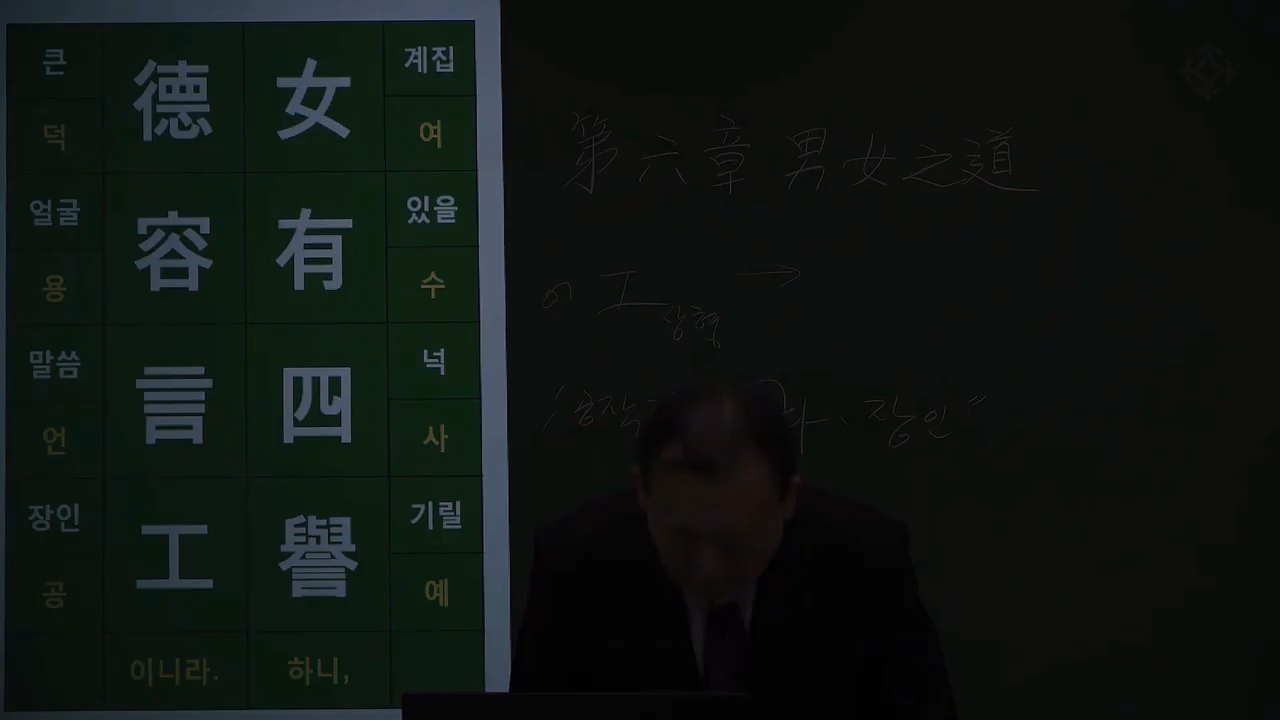 女有四譽
하니,
德容言工
이니라.
계집 여
있을 수
넉 사
기릴 예
큰 덕
얼굴 용
말씀 언
장인 공
第六章 男女之道
工 →
상형
장인"